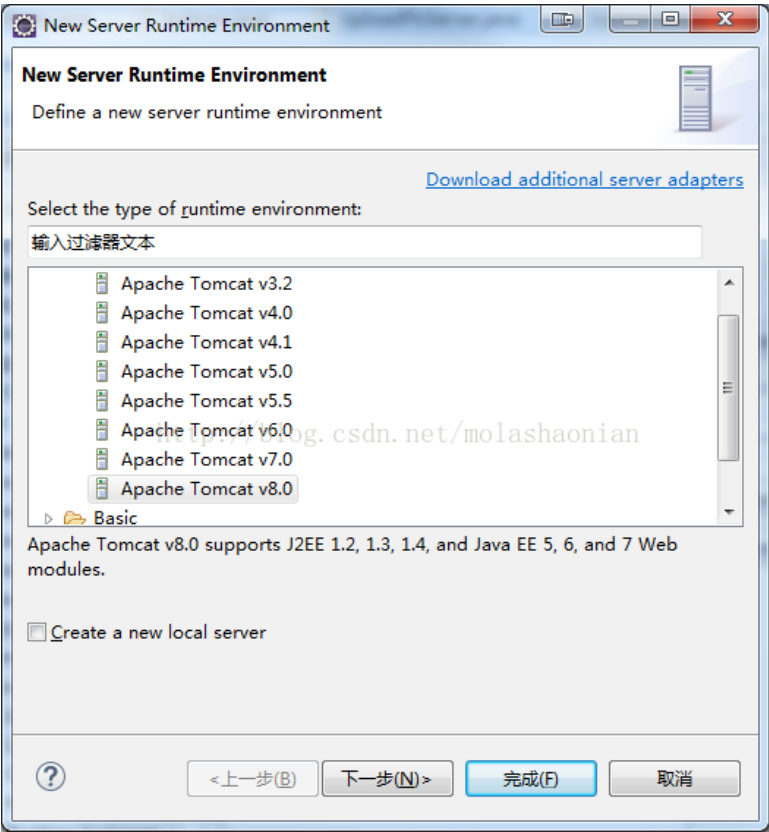 New Server Runtime Environment
New Server Runtime Environment
Define a new server runtime environment
Download additional server adapters
Select the type of runtime environment:
输入过滤器文本
Apache Tomcat v3.2
Apache Tomcat v4.0
Apache Tomcat v4.1
Apache Tomcat v5.0
Apache Tomcat v5.5
Apache Tomcat v6.0
http://blog.csdn.net/molashaonian
Apache Tomcat v7.0
Apache Tomcat v8.0
Basic
Apache Tomcat v8.0 supports J2EE 1.2, 1.3, 1.4, and Java EE 5, 6, and 7 Web
modules.
Create a new local server
<上一步(B) 下一步(N)> 完成(F) 取消